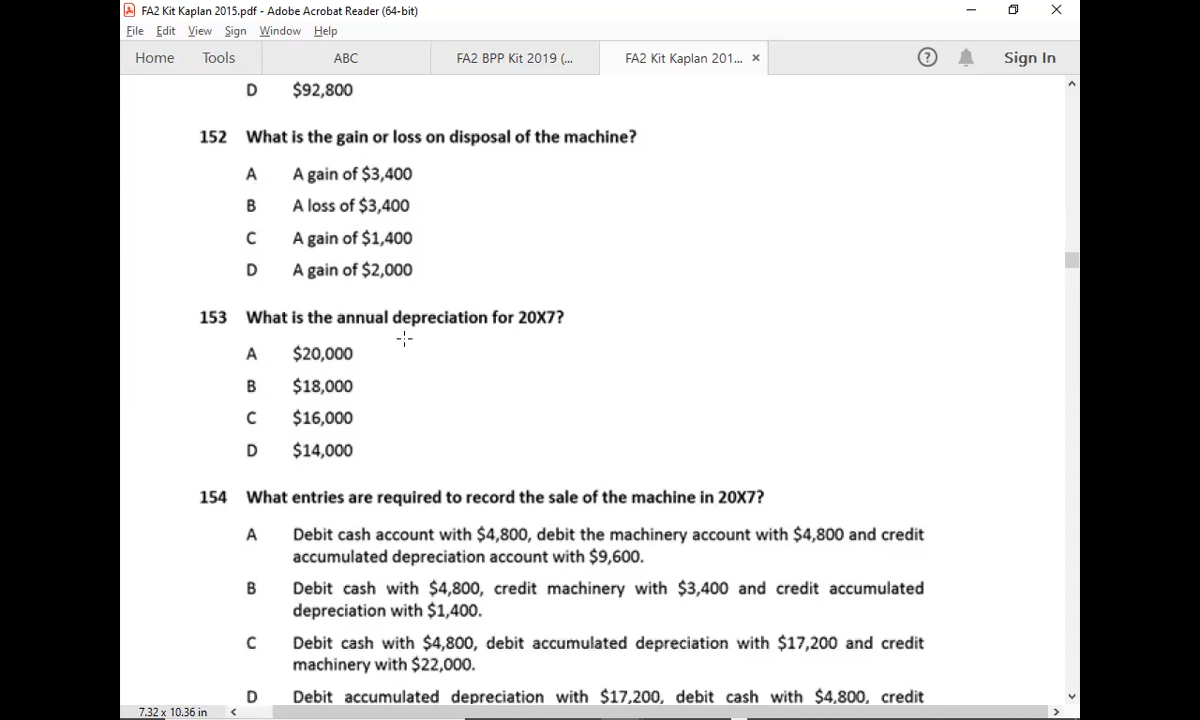 FA2 Kit Kaplan 2015.pdf - Adobe Acrobat Reader (64-bit)
File Edit View Sign Window Help
Home Tools ABC FA2 BPP Kit 2019 (... FA2 Kit Kaplan 201... × ? Sign In
D $92,800
152 What is the gain or loss on disposal of the machine?
A A gain of $3,400
B A loss of $3,400
C A gain of $1,400
D A gain of $2,000
153 What is the annual depreciation for 20X7?
A $20,000
B $18,000
C $16,000
D $14,000
154 What entries are required to record the sale of the machine in 20X7?
A Debit cash account with $4,800, debit the machinery account with $4,800 and credit
accumulated depreciation account with $9,600.
B Debit cash with $4,800, credit machinery with $3,400 and credit accumulated
depreciation with $1,400.
C Debit cash with $4,800, debit accumulated depreciation with $17,200 and credit
machinery with $22,000.
D Debit accumulated depreciation with $17,200, debit cash with $4,800, credit
7.32 x 10.36 in